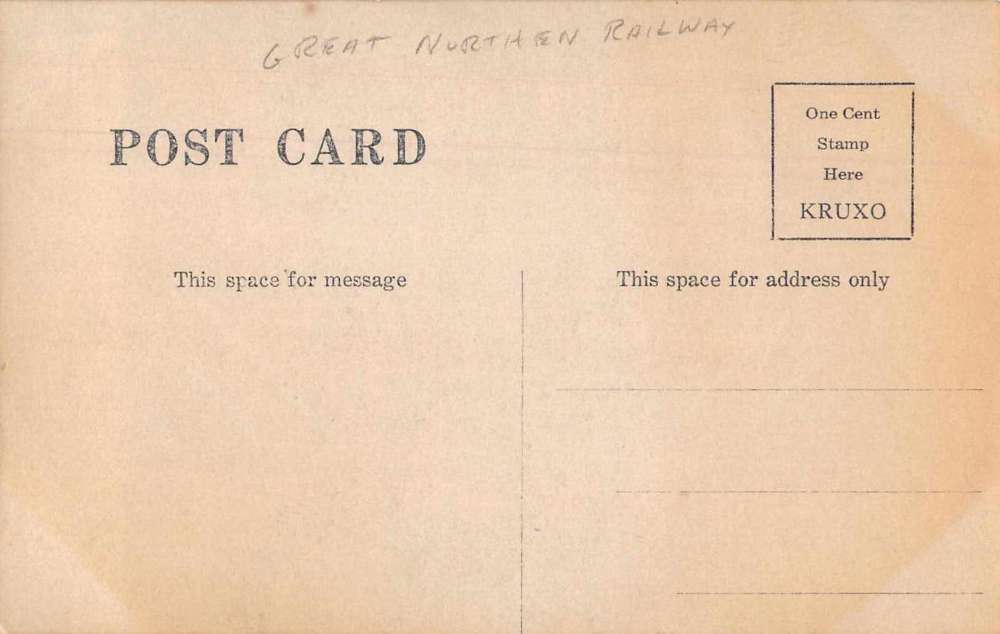 GREAT NORTHEN RAILWAY
POST CARD
One Cent
Stamp
Here
KRUXO
This space for message
This space for address only